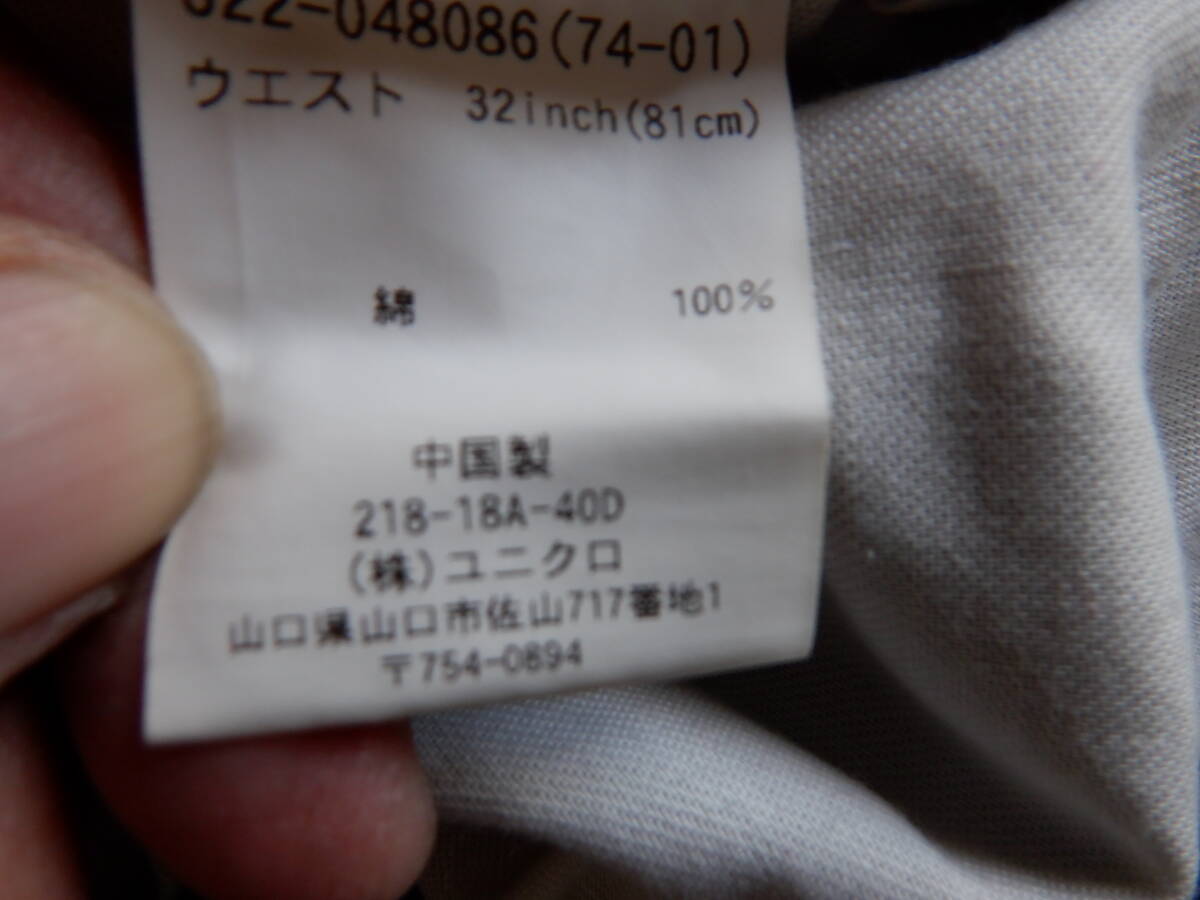 322-048086(74-01)
ウエスト 32inch(81cm)
綿 100%
中国製
218-18A-40D
(株)ユニクロ
山口県山口市佐山717番地1
〒754-0894